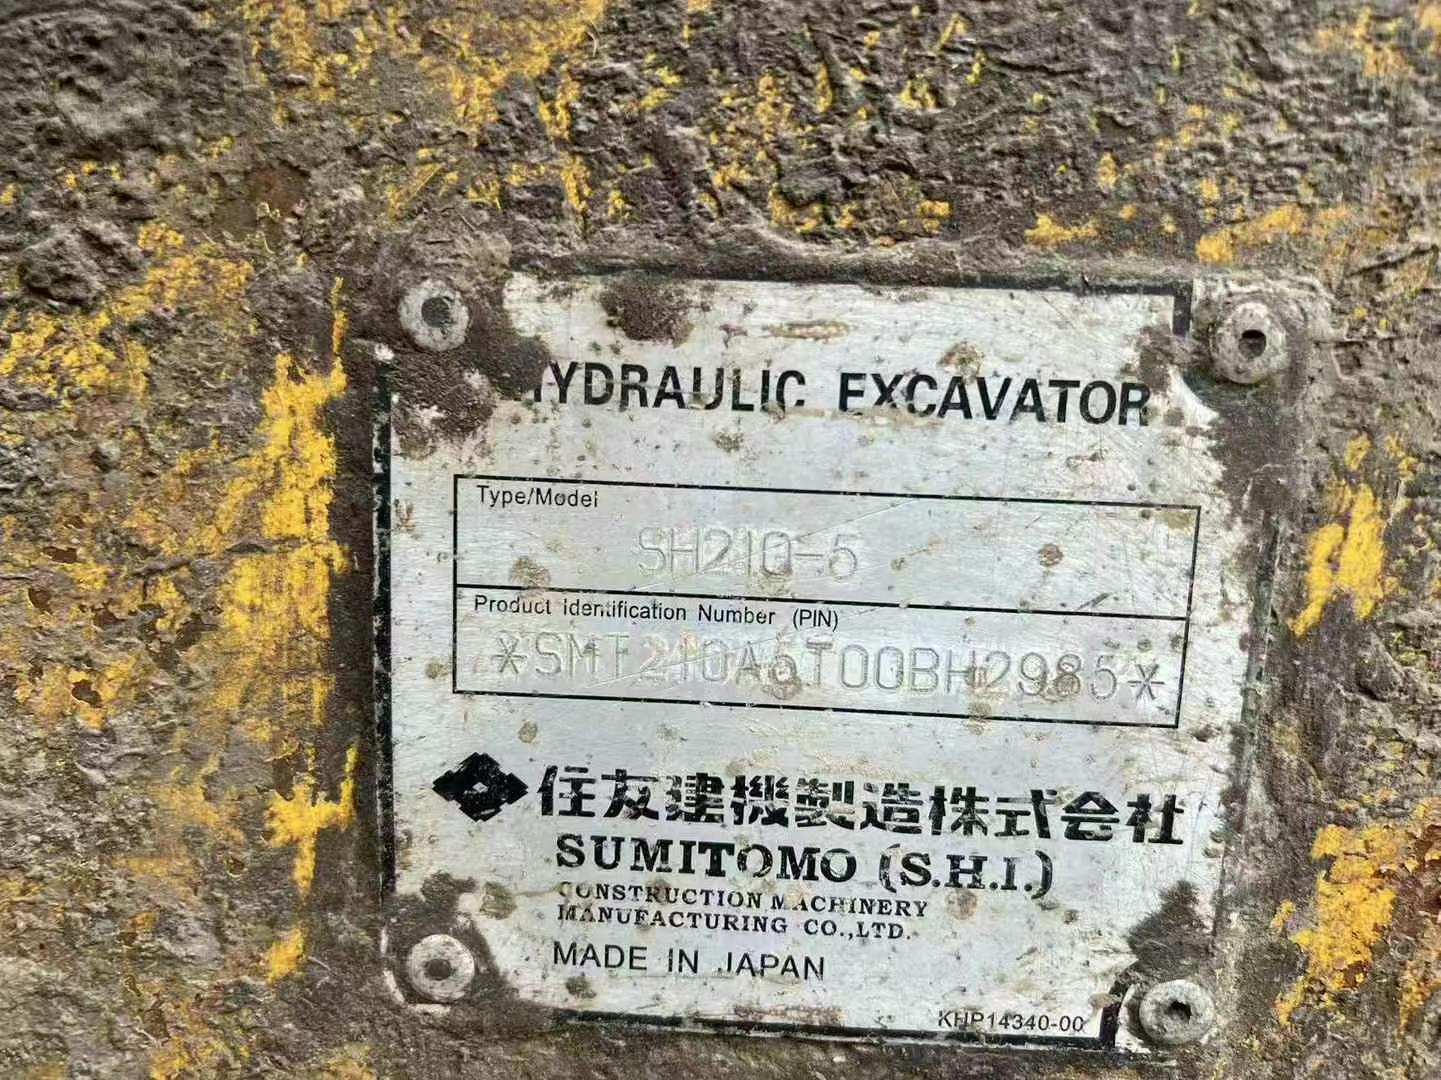 HYDRAULIC EXCAVATOR
Type/Model
SH210-5
Product Identification Number (PIN)
*SMT210A5T00BH2985*
住友建機製造株式会社
SUMITOMO (S.H.I.)
CONSTRUCTION MACHINERY
MANUFACTURING CO.,LTD.
MADE IN JAPAN
KHP14340-00